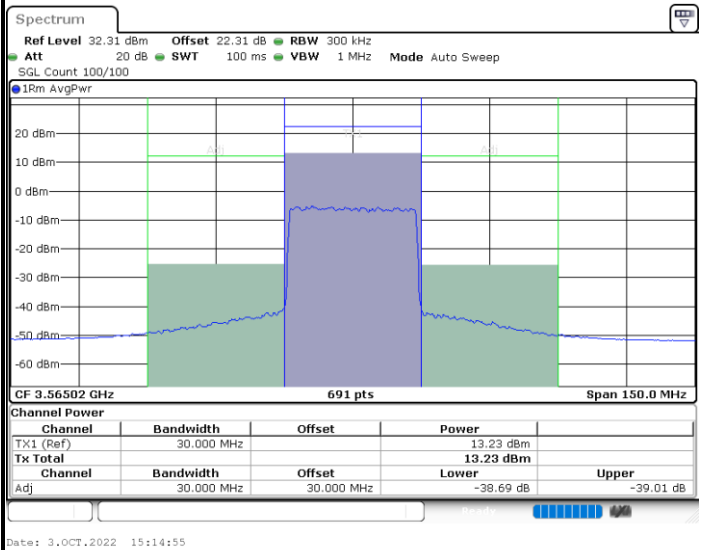 Spectrum
Ref Level 32.31 dBm Offset 22.31 dB RBW 300 kHz
Att 20 dB SWT 100 ms VBW 1 MHz Mode Auto Sweep
SGL Count 100/100
1Rm AvgPwr
20 dBm
Adj TX1 Adj
10 dBm
0 dBm
-10 dBm
-20 dBm
-30 dBm
-40 dBm
-50 dBm
-60 dBm
CF 3.56502 GHz 691 pts Span 150.0 MHz
Channel Power
Channel Bandwidth Offset Power
TX1 (Ref) 30.000 MHz 13.23 dBm
Tx Total 13.23 dBm
Channel Bandwidth Offset Lower Upper
Adj 30.000 MHz 30.000 MHz -38.69 dB -39.01 dB
Ready
Date: 3.OCT.2022 15:14:55